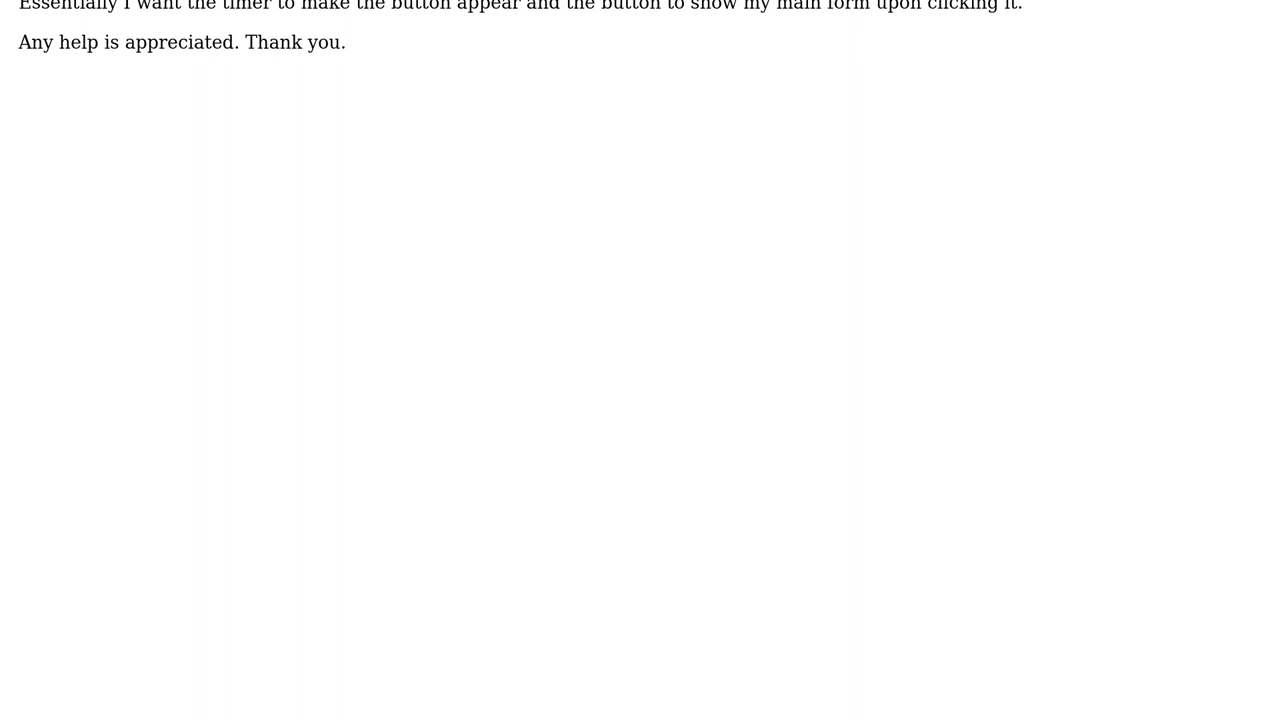 Essentially I want the timer to make the button appear and the button to show my main form upon clicking it.
Any help is appreciated. Thank you.